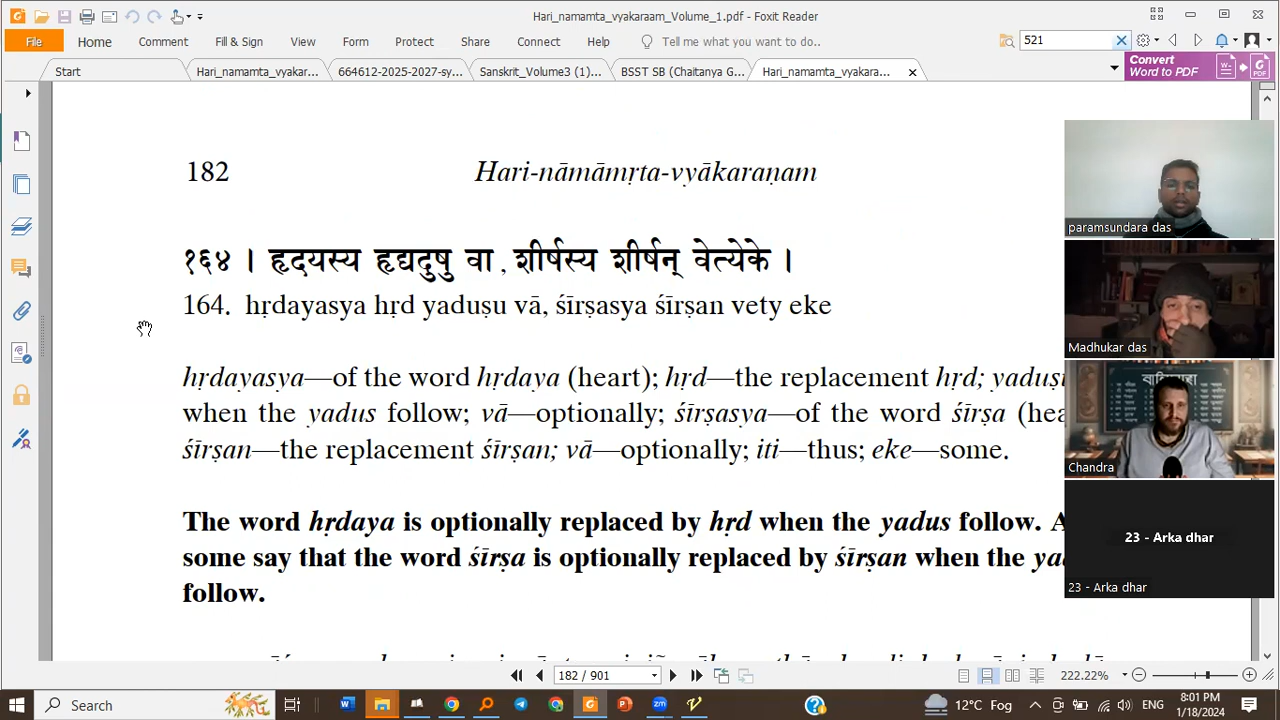 Hari_namamta_vyakaraam_Volume_1.pdf - Foxit Reader
File Home Comment Fill & Sign View Form Protect Share Connect Help Tell me what you want to do.. 521
Start Hari_namamta_vyakar... 664612-2025-2027-sy... Sanskrit_Volume3 (1)... BSST SB (Chaitanya G... Hari_namamta_vyakara...
Convert
Word to PDF
182 Hari-nāmāmṛta-vyākaraṇam
१६४ । हृदयस्य हृद्यदुषु वा , शीर्षस्य शीर्षन् वेत्येके ।
164. hṛdayasya hṛd yaduṣu vā, śīrṣasya śīrṣan vety eke
hṛdayasya—of the word hṛdaya (heart); hṛd—the replacement hṛd; yaduṣu
when the yadus follow; vā—optionally; śīrṣasya—of the word śīrṣa (hea
śīrṣan—the replacement śīrṣan; vā—optionally; iti—thus; eke—some.
The word hṛdaya is optionally replaced by hṛd when the yadus follow. A
some say that the word śīrṣa is optionally replaced by śīrṣan when the ya
follow.
paramsundara das
Madhukar das
Chandra
23 - Arka dhar
23 - Arka dhar
182 / 901 222.22%
Search 12°C Fog ENG 8:01 PM
1/18/2024